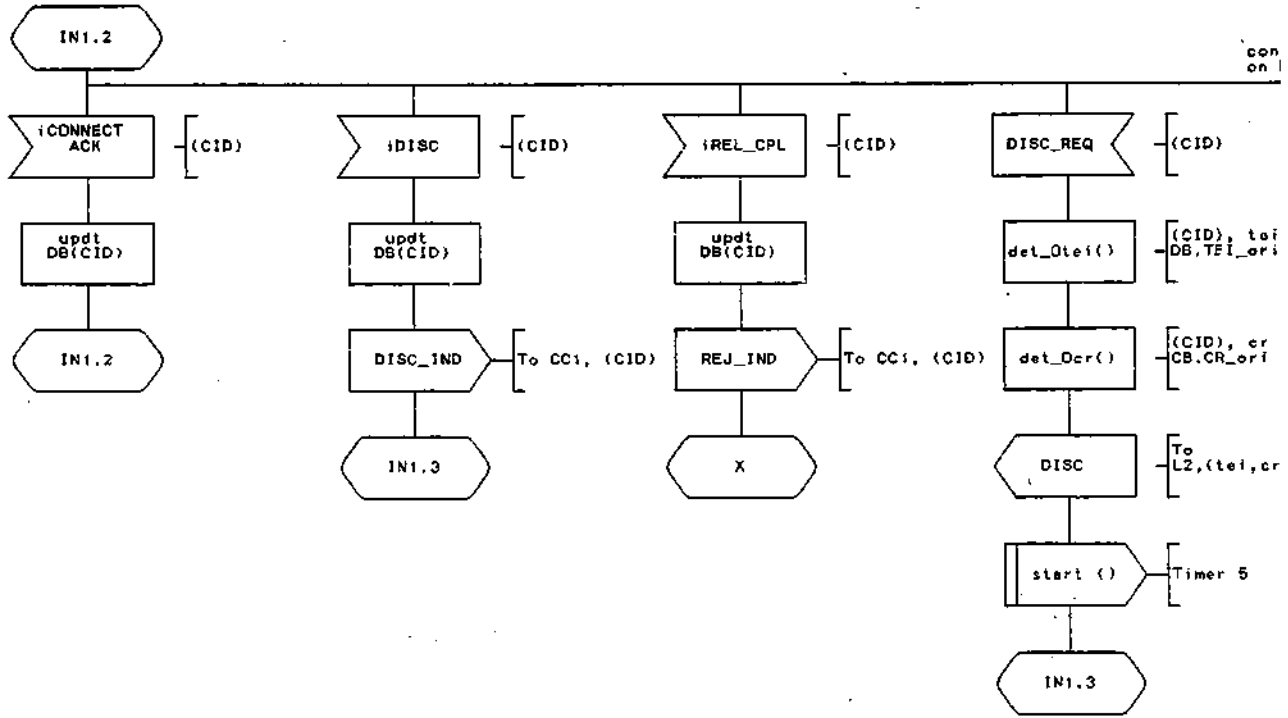 IN1.2
con
on
iCONNECT
ACK
(CID)
iDISC
(CID)
iREL_CPL
(CID)
DISC_REQ
(CID)
updt
DB(CID)
updt
DB(CID)
updt
DB(CID)
det_Otei()
(CID), tei
DB.TEI_ori
IN1.2
DISC_IND
To CCi, (CID)
REJ_IND
To CCi, (CID)
det_Ocr()
(CID), cr
CB.CR_ori
IN1.3
X
DISC
To
L2,(tei,cr
start ()
Timer 5
IN1.3